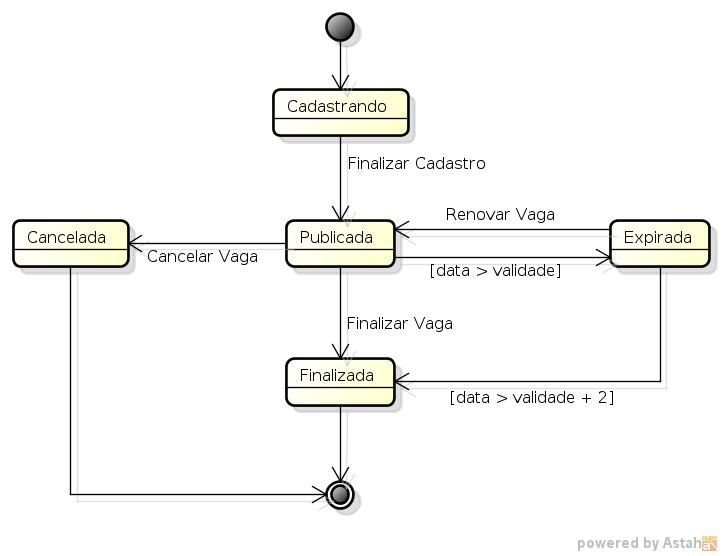 Cadastrando
Finalizar Cadastro
Renovar Vaga
Cancelada
Publicada
Expirada
Cancelar Vaga
[data > validade]
Finalizar Vaga
Finalizada
[data > validade + 2]
powered by Astah